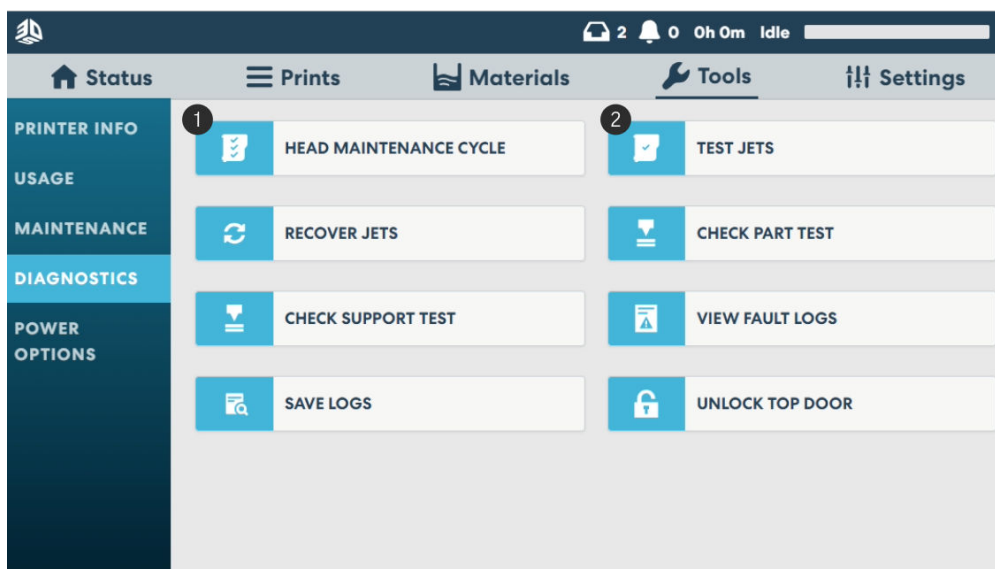 2 0 0h 0m Idle
Status Prints Materials Tools Settings
PRINTER INFO
USAGE
MAINTENANCE
DIAGNOSTICS
POWER
OPTIONS
1 HEAD MAINTENANCE CYCLE
2 TEST JETS
RECOVER JETS
CHECK PART TEST
CHECK SUPPORT TEST
VIEW FAULT LOGS
SAVE LOGS
UNLOCK TOP DOOR